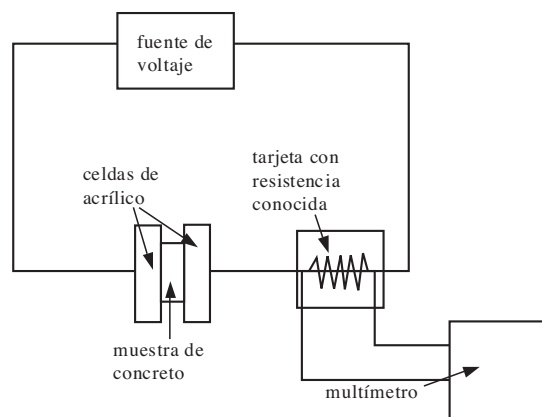 fuente de
voltaje
celdas de
acrílico
tarjeta con
resistencia
conocida
muestra de
concreto
multímetro